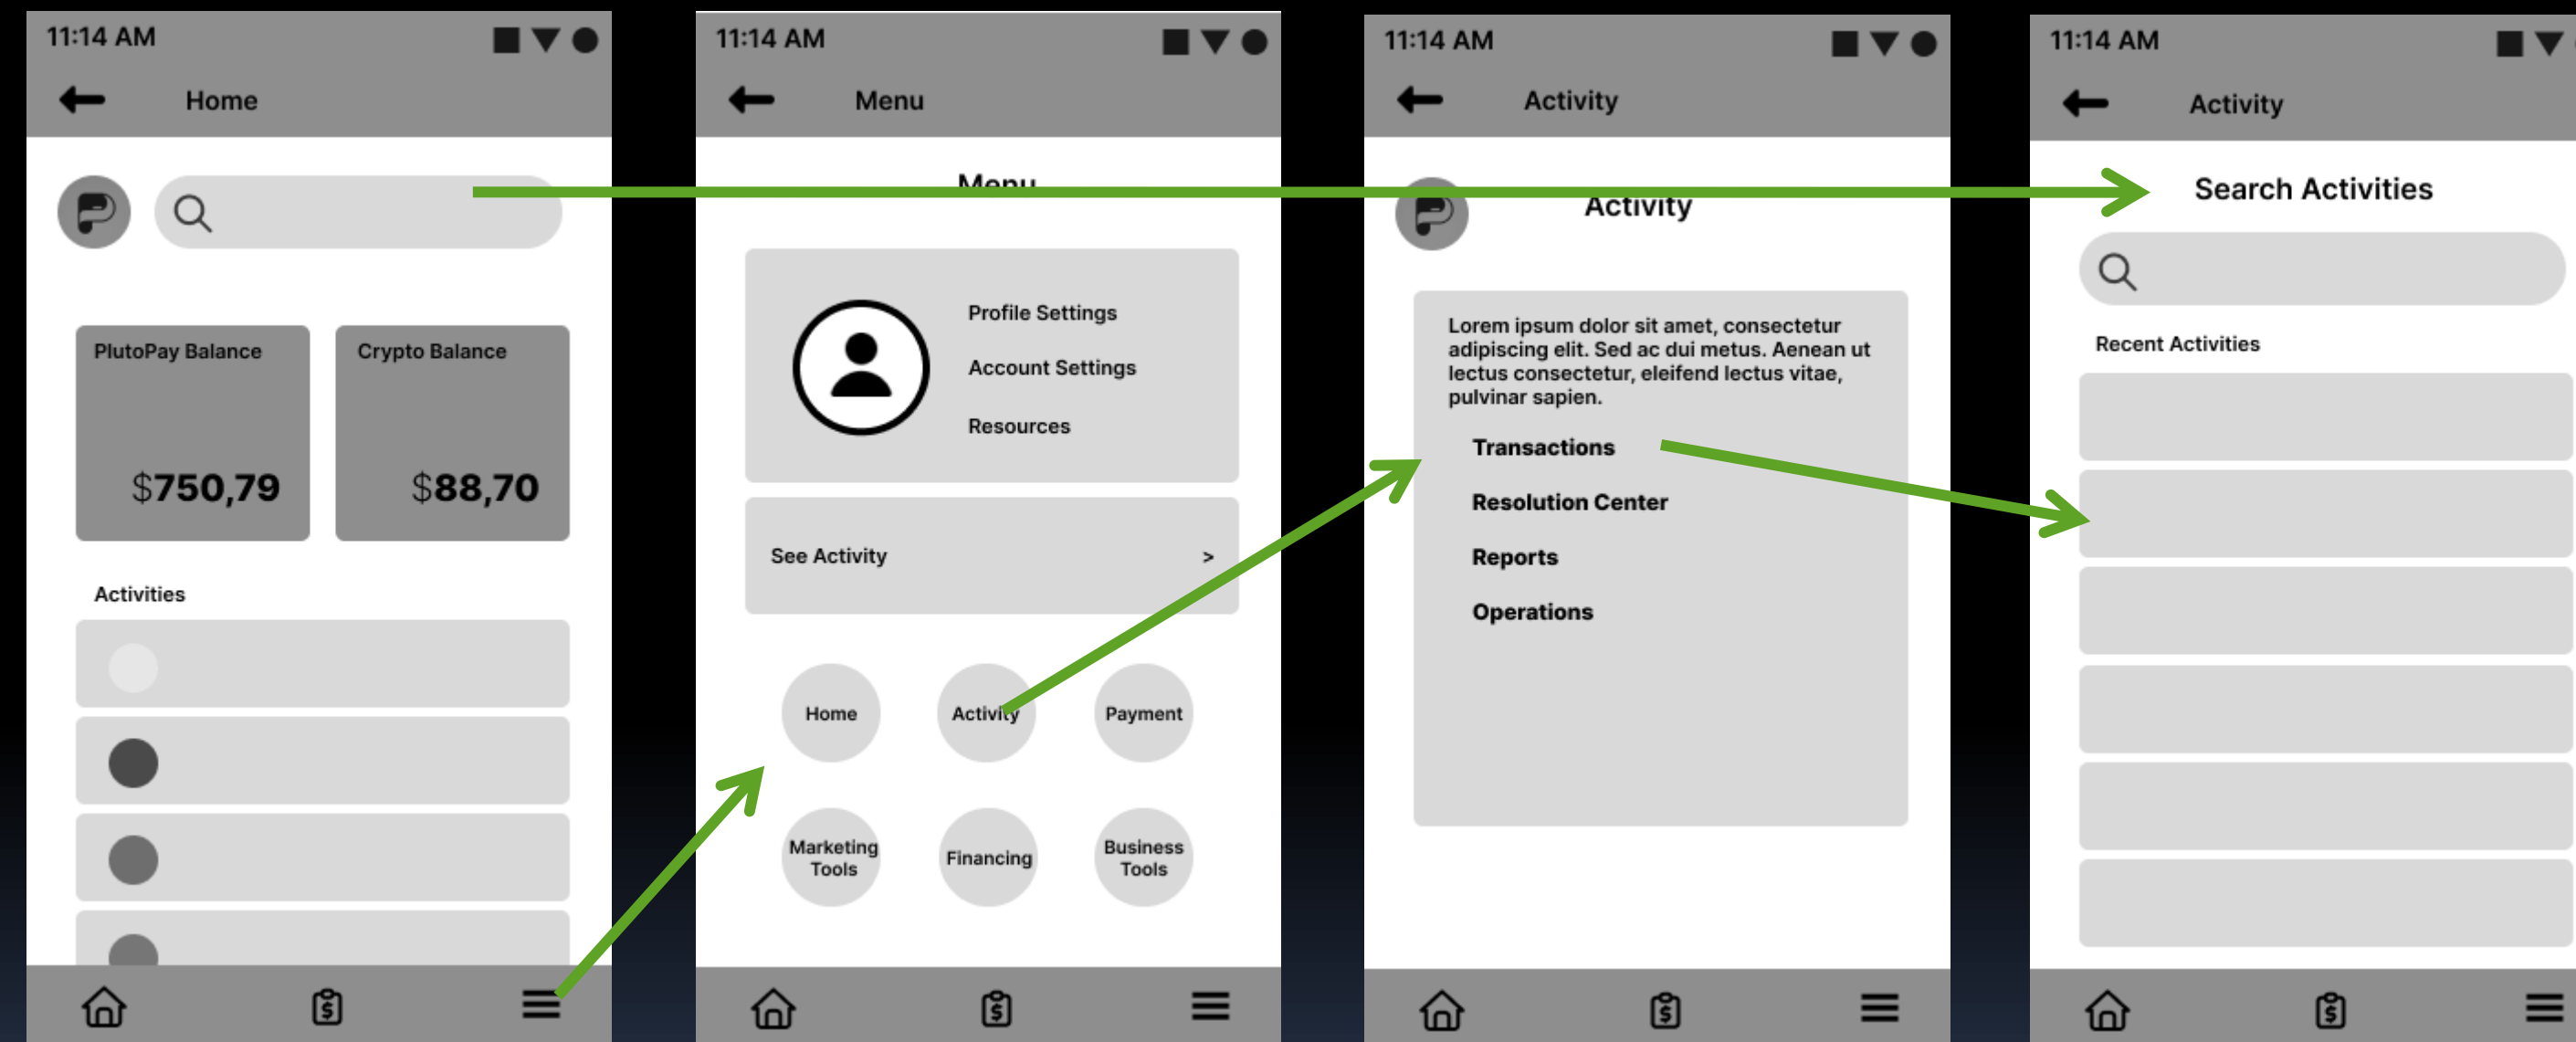 11:14 AM
Home
PlutoPay Balance
$750,79
Crypto Balance
$88,70
Activities
11:14 AM
Menu
Menu
Profile Settings
Account Settings
Resources
See Activity >
Home
Activity
Payment
Marketing
Tools
Financing
Business
Tools
11:14 AM
Activity
Activity
Lorem ipsum dolor sit amet, consectetur
adipiscing elit. Sed ac dui metus. Aenean ut
lectus consectetur, eleifend lectus vitae,
pulvinar sapien.
Transactions
Resolution Center
Reports
Operations
11:14 AM
Activity
Search Activities
Recent Activities